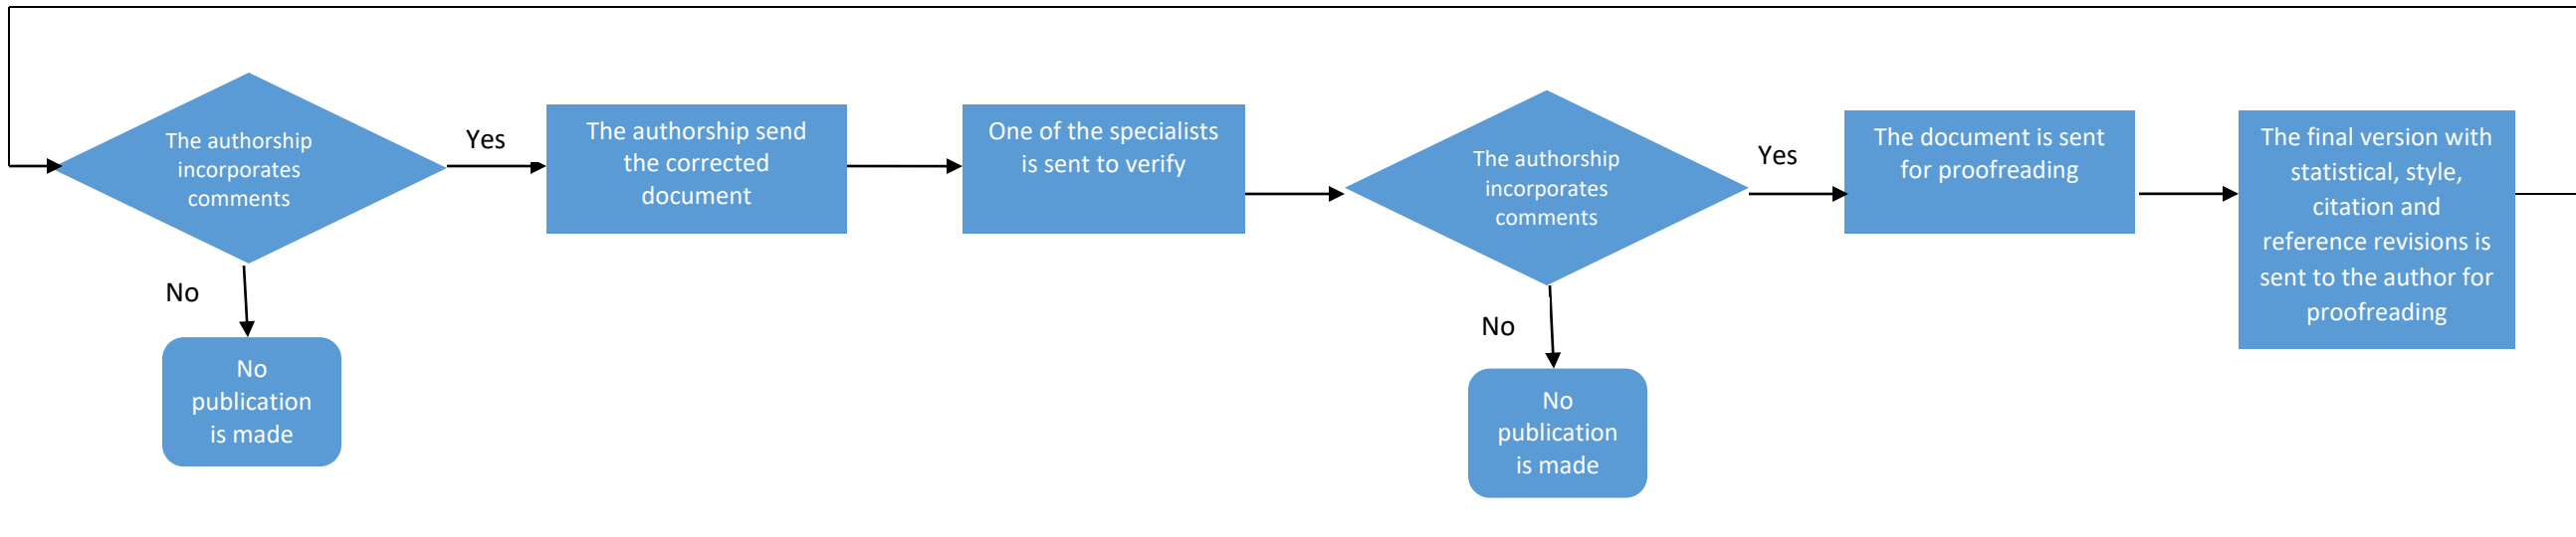 The authorship
incorporates
comments
Yes
No
No
publication
is made
The authorship send
the corrected
document
One of the specialists
is sent to verify
The authorship
incorporates
comments
Yes
No
No
publication
is made
The document is sent
for proofreading
The final version with
statistical, style,
citation and
reference revisions is
sent to the author for
proofreading